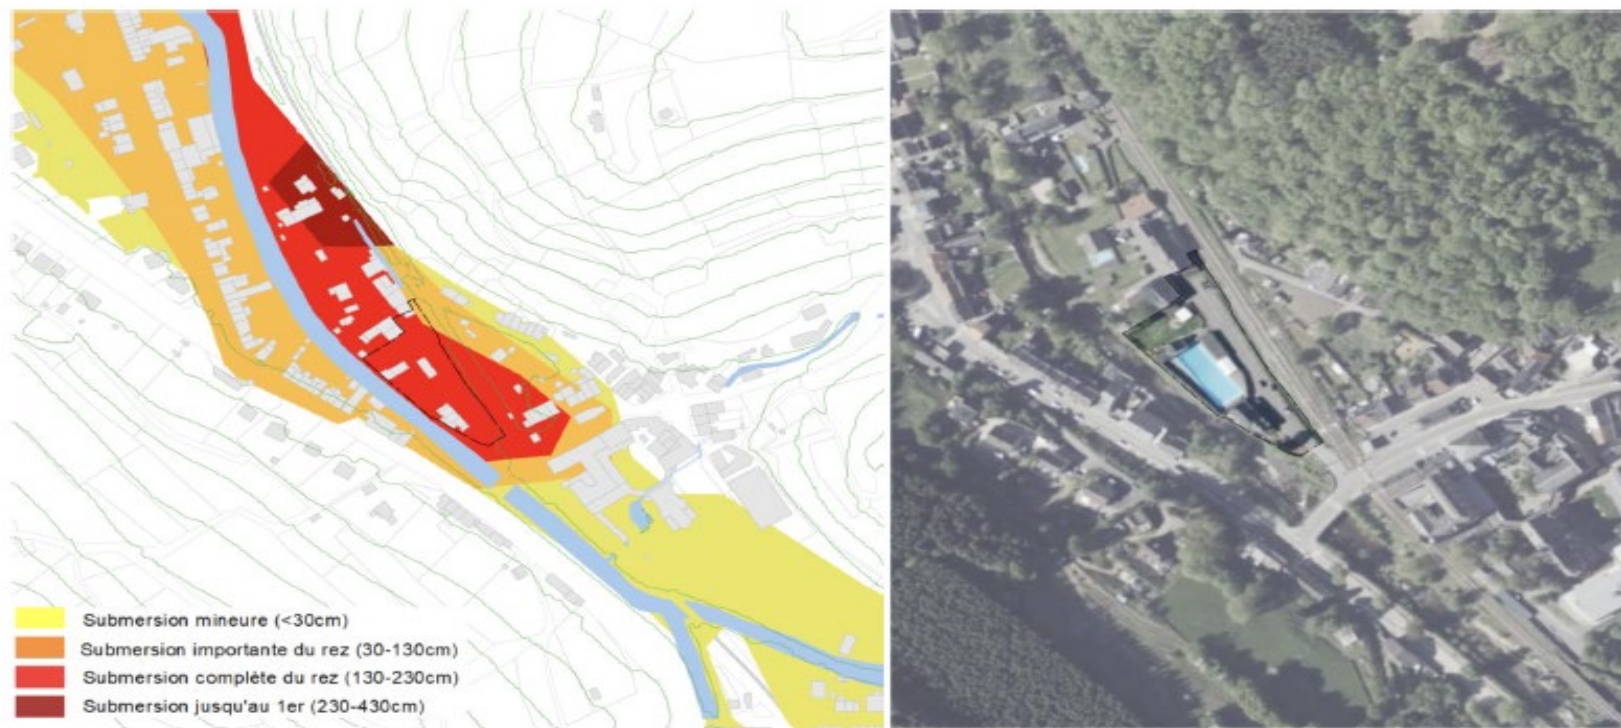 Submersion mineure (<30cm)
Submersion importante du rez (30-130cm)
Submersion complète du rez (130-230cm)
Submersion jusqu'au 1er (230-430cm)